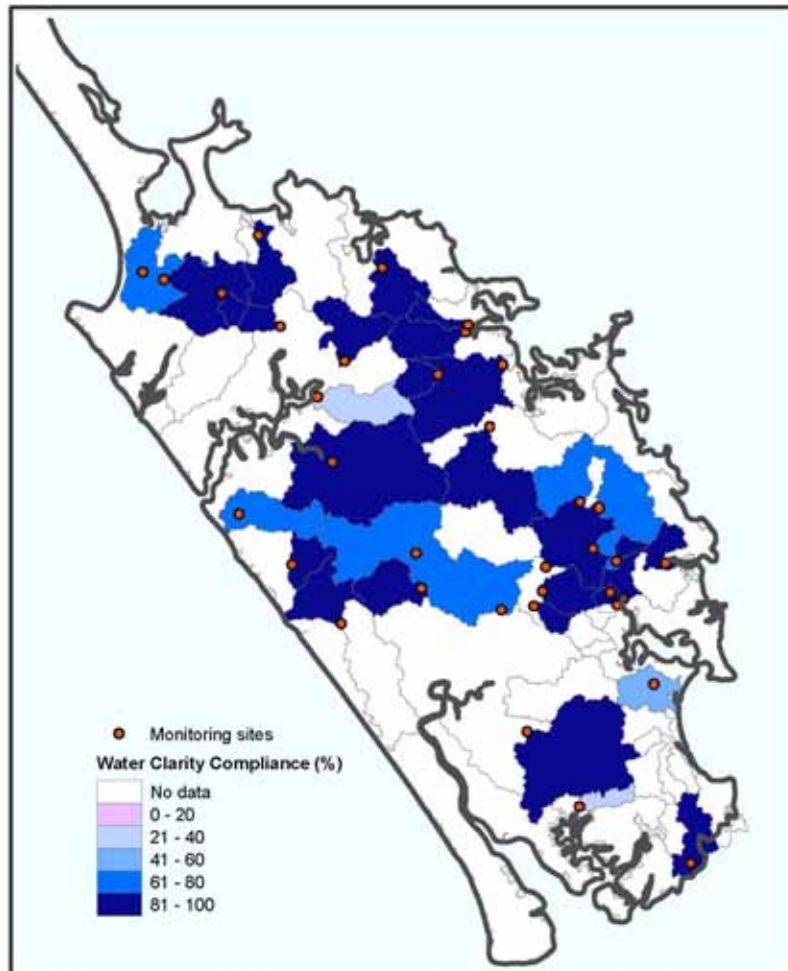 Monitoring sites
Water Clarity Compliance (%)
No data
0 - 20
21 - 40
41 - 60
61 - 80
81 - 100